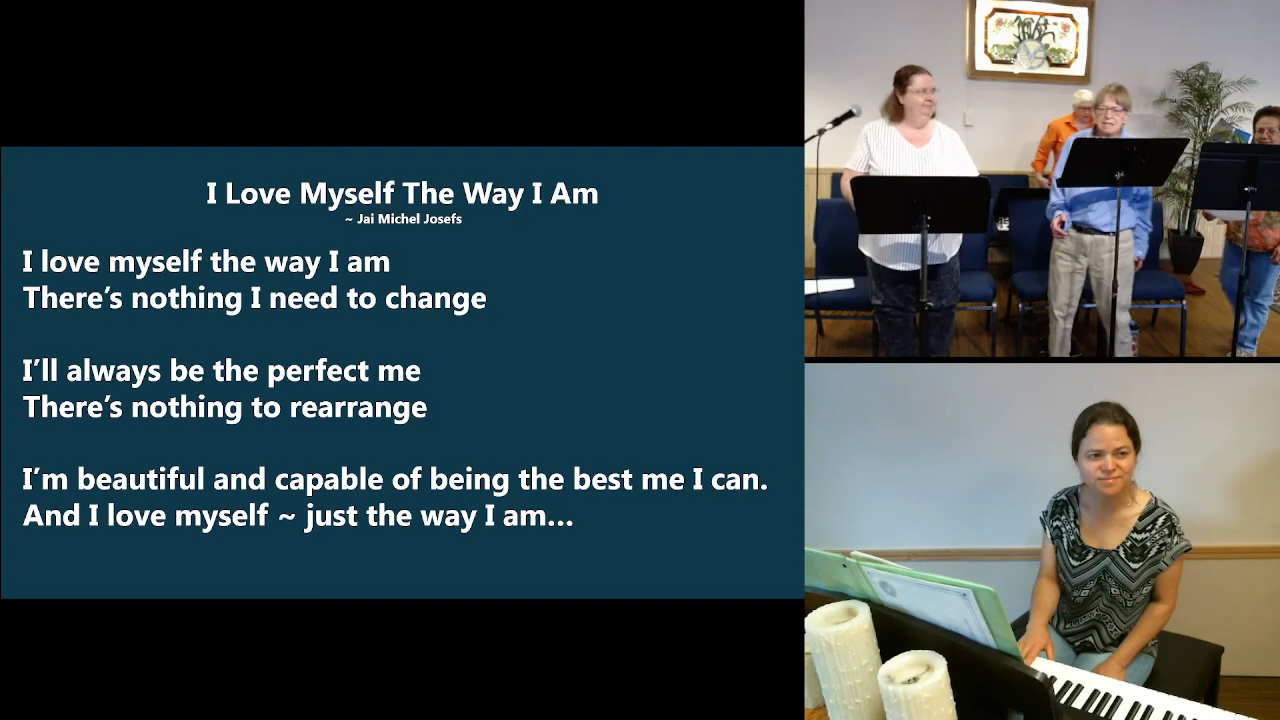 I Love Myself The Way I Am
~ Jai Michel Josefs
I love myself the way I am
There’s nothing I need to change
I’ll always be the perfect me
There’s nothing to rearrange
I’m beautiful and capable of being the best me I can.
And I love myself ~ just the way I am...